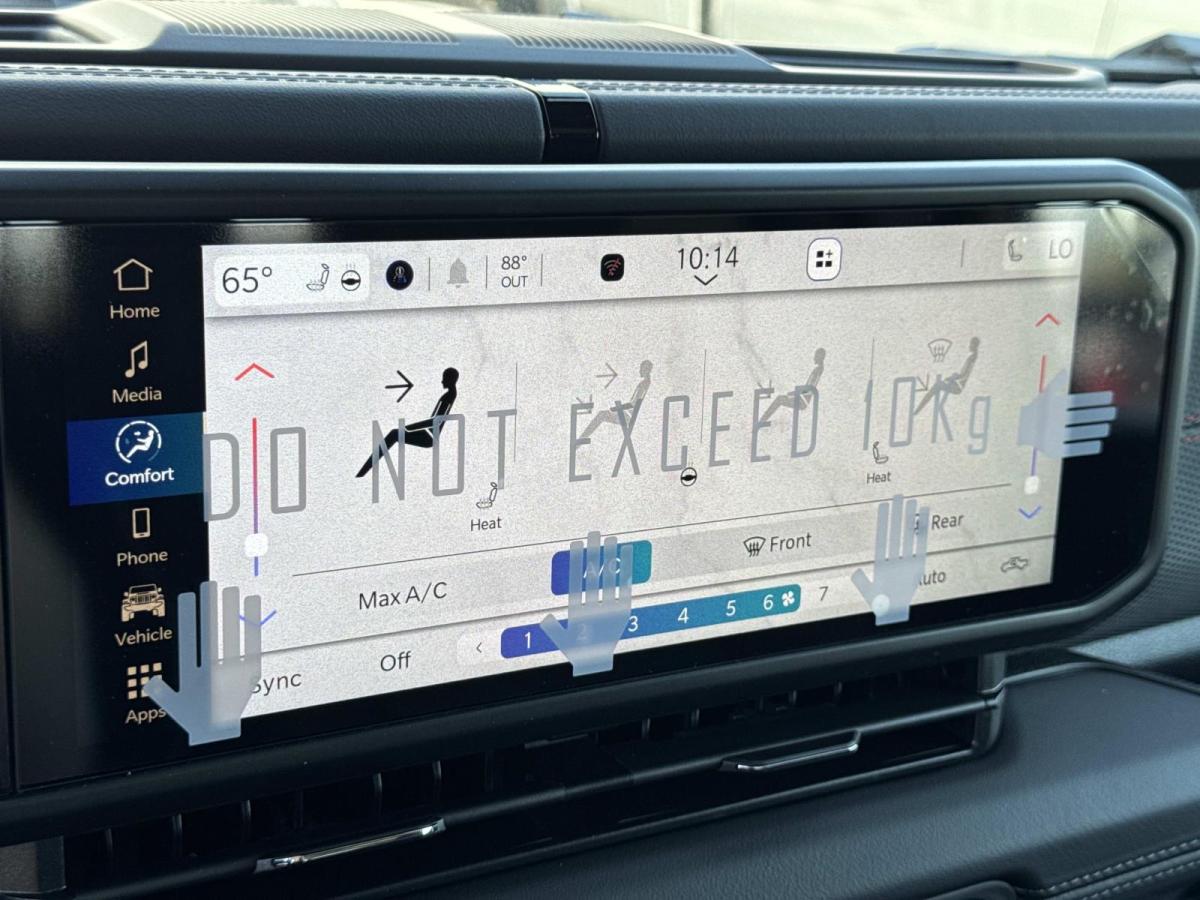 65° 88° OUT 10:14 LO
Home
Media
Comfort
Phone
Vehicle
Apps
DO NOT EXCEED 10Kg
Heat
Heat
Max A/C A/C Front Rear
Off 1 2 3 4 5 6 7 Auto
Sync